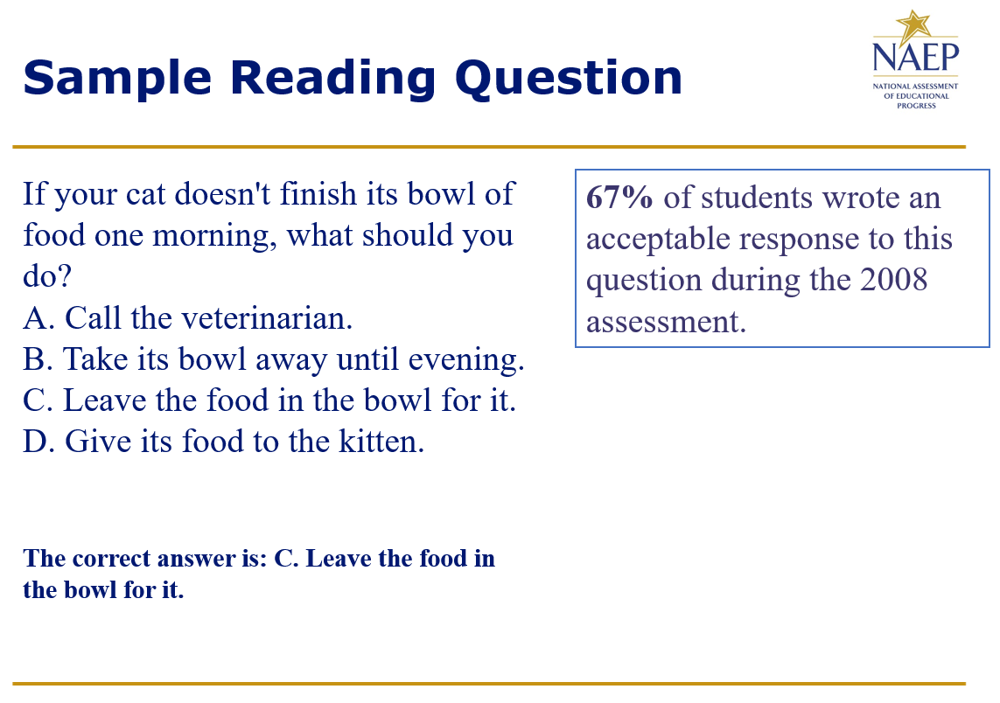 Sample Reading Question
NAEP
NATIONAL ASSESSMENT
OF EDUCATIONAL
PROGRESS
If your cat doesn't finish its bowl of
food one morning, what should you
do?
A. Call the veterinarian.
B. Take its bowl away until evening.
C. Leave the food in the bowl for it.
D. Give its food to the kitten.
The correct answer is: C. Leave the food in
the bowl for it.
67% of students wrote an
acceptable response to this
question during the 2008
assessment.